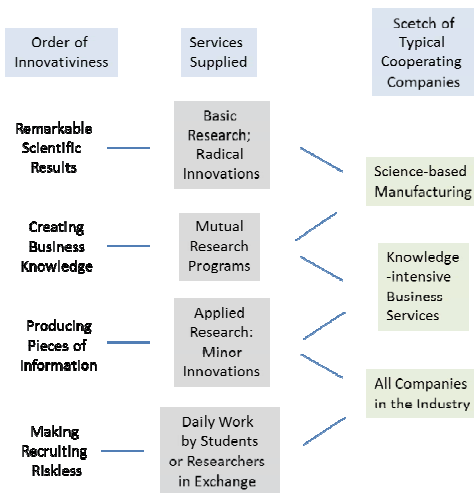 Order of
Innovativiness
Services
Supplied
Scetch of
Typical
Cooperating
Companies
Remarkable
Scientific
Results
Basic
Research;
Radical
Innovations
Science-based
Manufacturing
Creating
Business
Knowledge
Mutual
Research
Programs
Knowledge
-intensive
Business
Services
Producing
Pieces of
Information
Applied
Research:
Minor
Innovations
All Companies
in the Industry
Making
Recruiting
Riskless
Daily Work
by Students
or Researchers
in Exchange